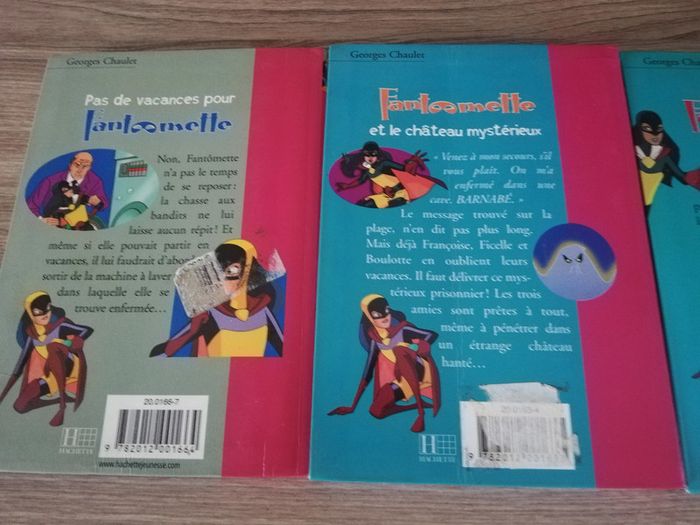 Georges Chaulet
Pas de vacances pour
Fantômette
Non, Fantômette
n'a pas le temps
de se reposer:
la chasse aux
bandits ne lui
laisse aucun répit! Et
même si elle pouvait partir en
vacances, il lui faudrait d'abord
sortir de la machine à laver
dans laquelle elle se
trouve enfermée...
20.0166-7
9 782012 001664
HACHETTE
www.hachettejeunesse.com
Georges Chaulet
Fantômette
et le château mystérieux
« Venez à mon secours, s'il
vous plaît. On m'a
enfermé dans une
cave. BARNABÉ. »
Le message trouvé sur la
plage, n'en dit pas plus long.
Mais déjà Françoise, Ficelle et
Boulotte en oublient leurs
vacances. Il faut délivrer ce mys-
térieux prisonnier! Les trois
amies sont prêtes à tout,
même à pénétrer dans
un étrange château
hanté...
HACHETTE
Georges Chaulet